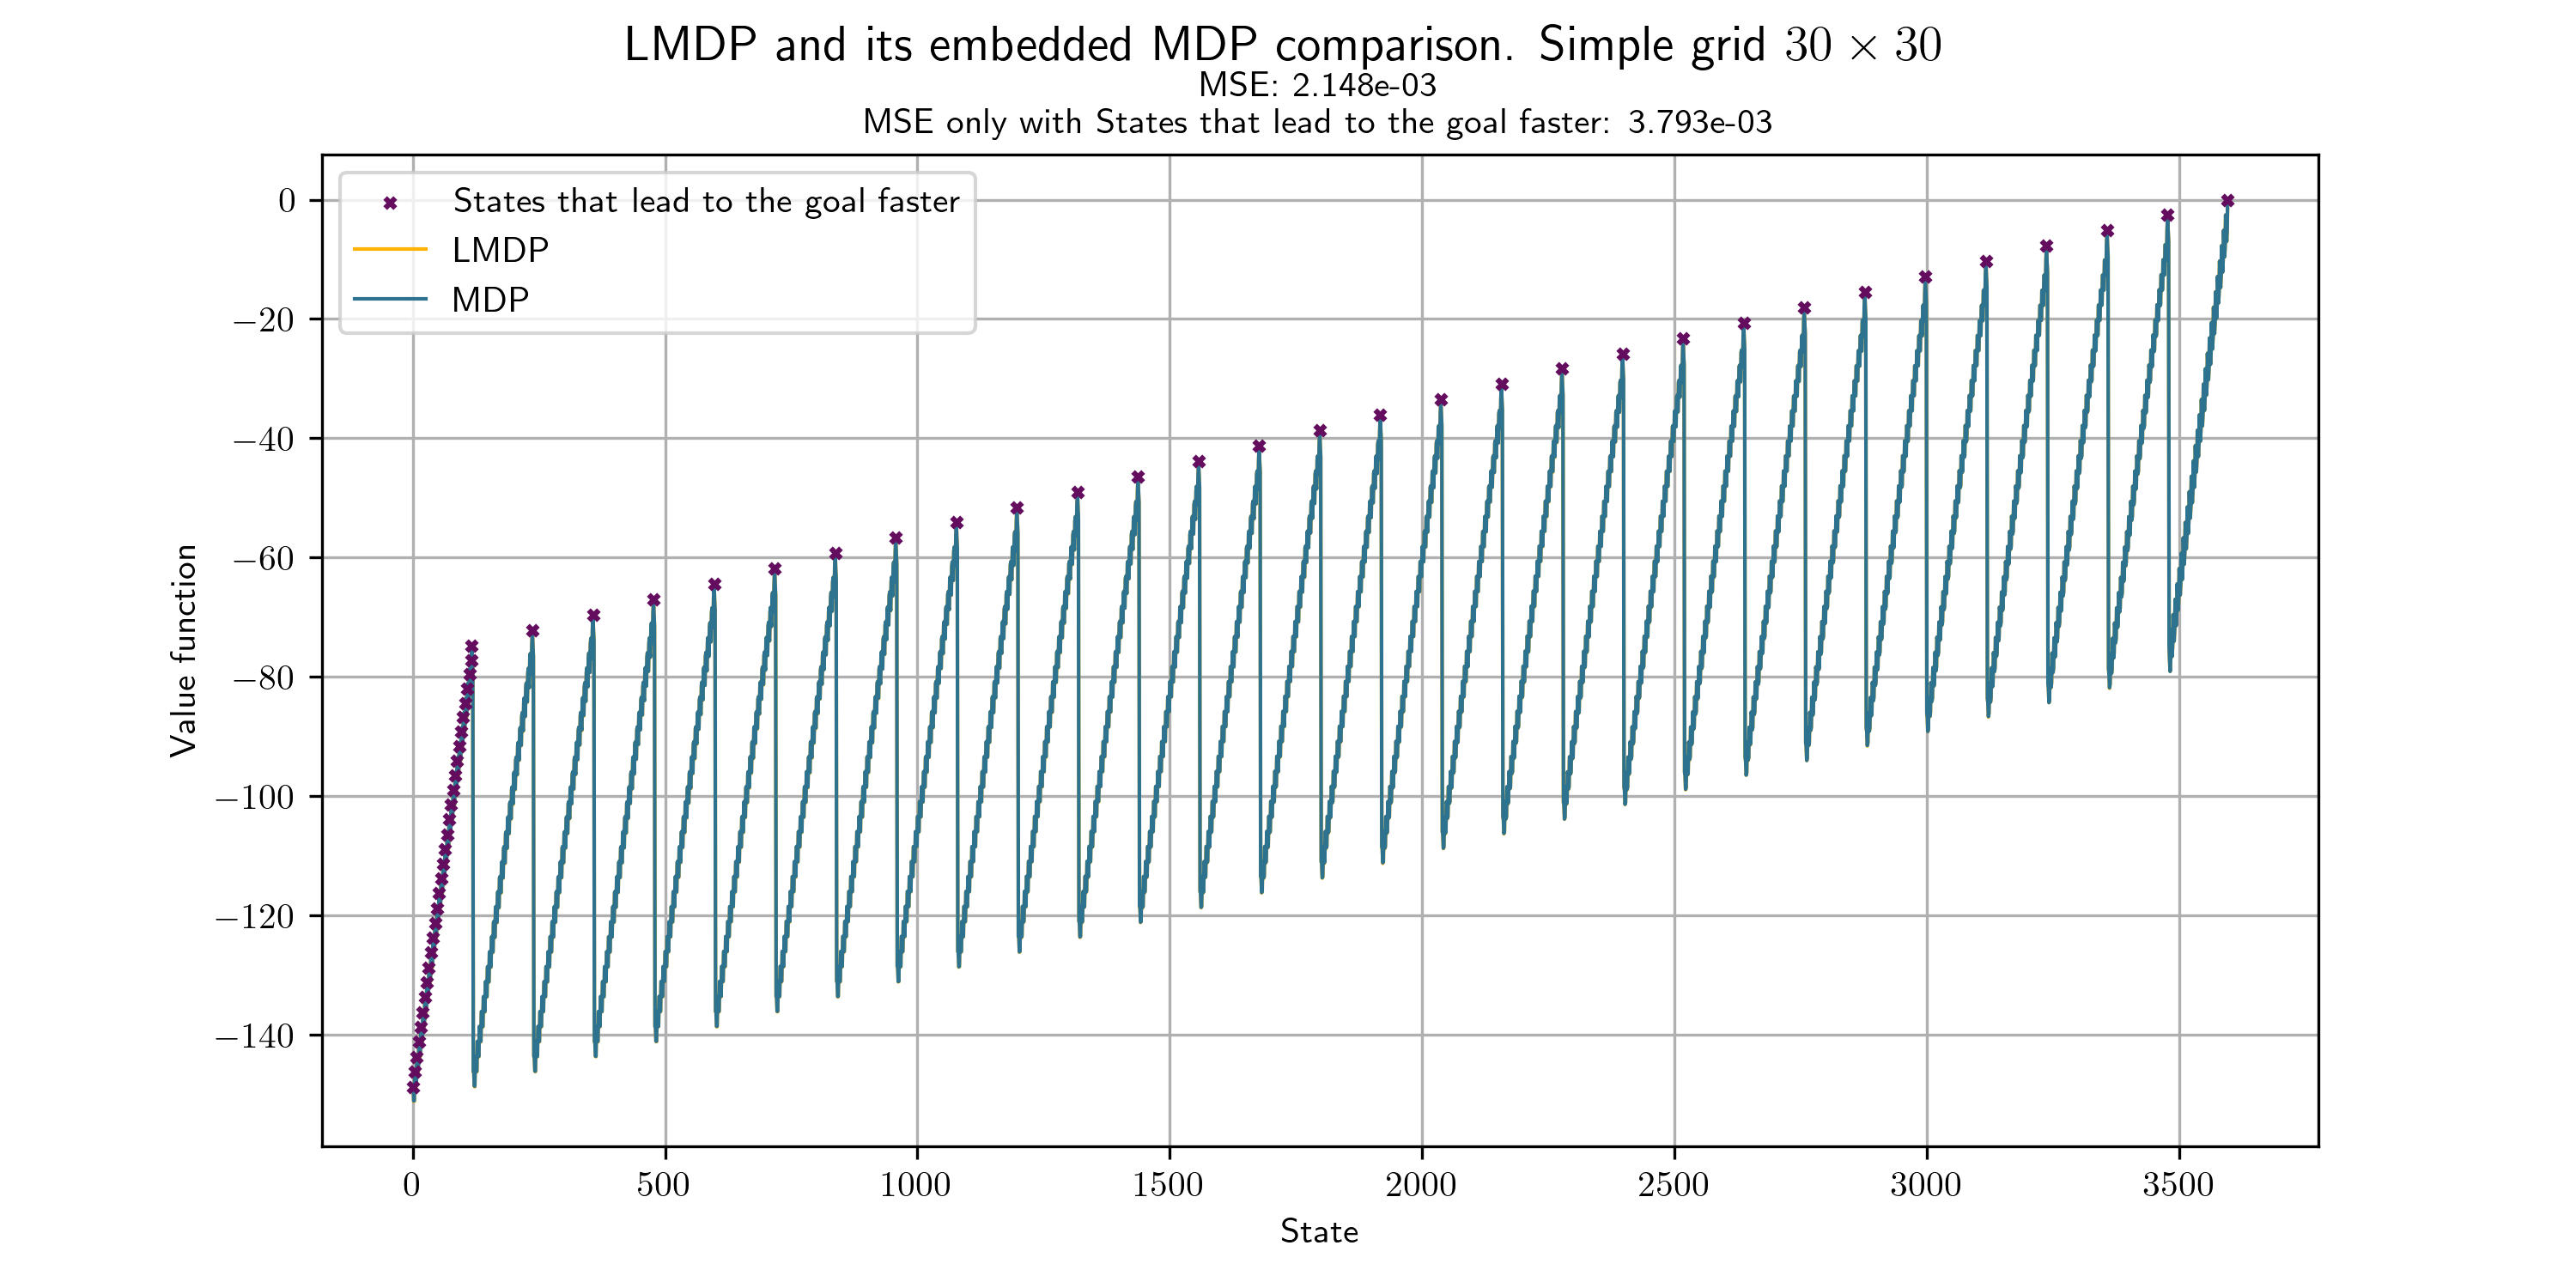 LMDP and its embedded MDP comparison. Simple grid 30 × 30
MSE: 2.148e-03
MSE only with States that lead to the goal faster: 3.793e-03
States that lead to the goal faster
LMDP
MDP
Value function
0
−20
−40
−60
−80
−100
−120
−140
0 500 1000 1500 2000 2500 3000 3500
State